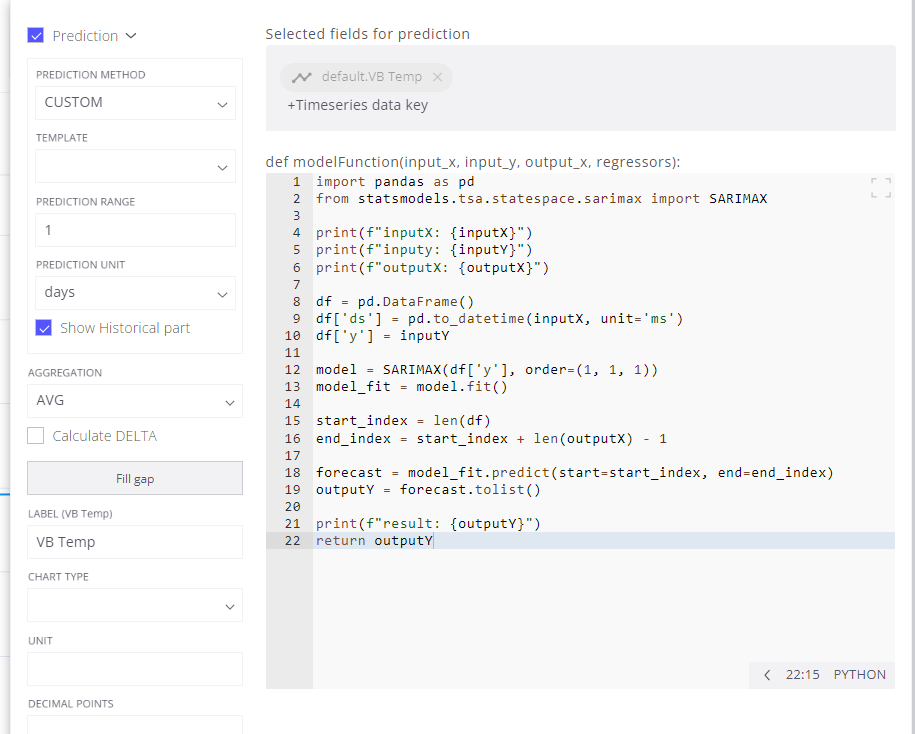 Prediction
PREDICTION METHOD
CUSTOM
TEMPLATE
PREDICTION RANGE
1
PREDICTION UNIT
days
Show Historical part
AGGREGATION
AVG
Calculate DELTA
Fill gap
LABEL (VB Temp)
VB Temp
CHART TYPE
UNIT
DECIMAL POINTS
Selected fields for prediction
default.VB Temp ×
+Timeseries data key
def modelFunction(input_x, input_y, output_x, regressors):
1 import pandas as pd
2 from statsmodels.tsa.statespace.sarimax import SARIMAX
3
4 print(f"inputX: {inputX}")
5 print(f"inputy: {inputY}")
6 print(f"outputX: {outputX}")
7
8 df = pd.DataFrame()
9 df['ds'] = pd.to_datetime(inputX, unit='ms')
10 df['y'] = inputY
11
12 model = SARIMAX(df['y'], order=(1, 1, 1))
13 model_fit = model.fit()
14
15 start_index = len(df)
16 end_index = start_index + len(outputX) - 1
17
18 forecast = model_fit.predict(start=start_index, end=end_index)
19 outputY = forecast.tolist()
20
21 print(f"result: {outputY}")
22 return outputY
22:15 PYTHON